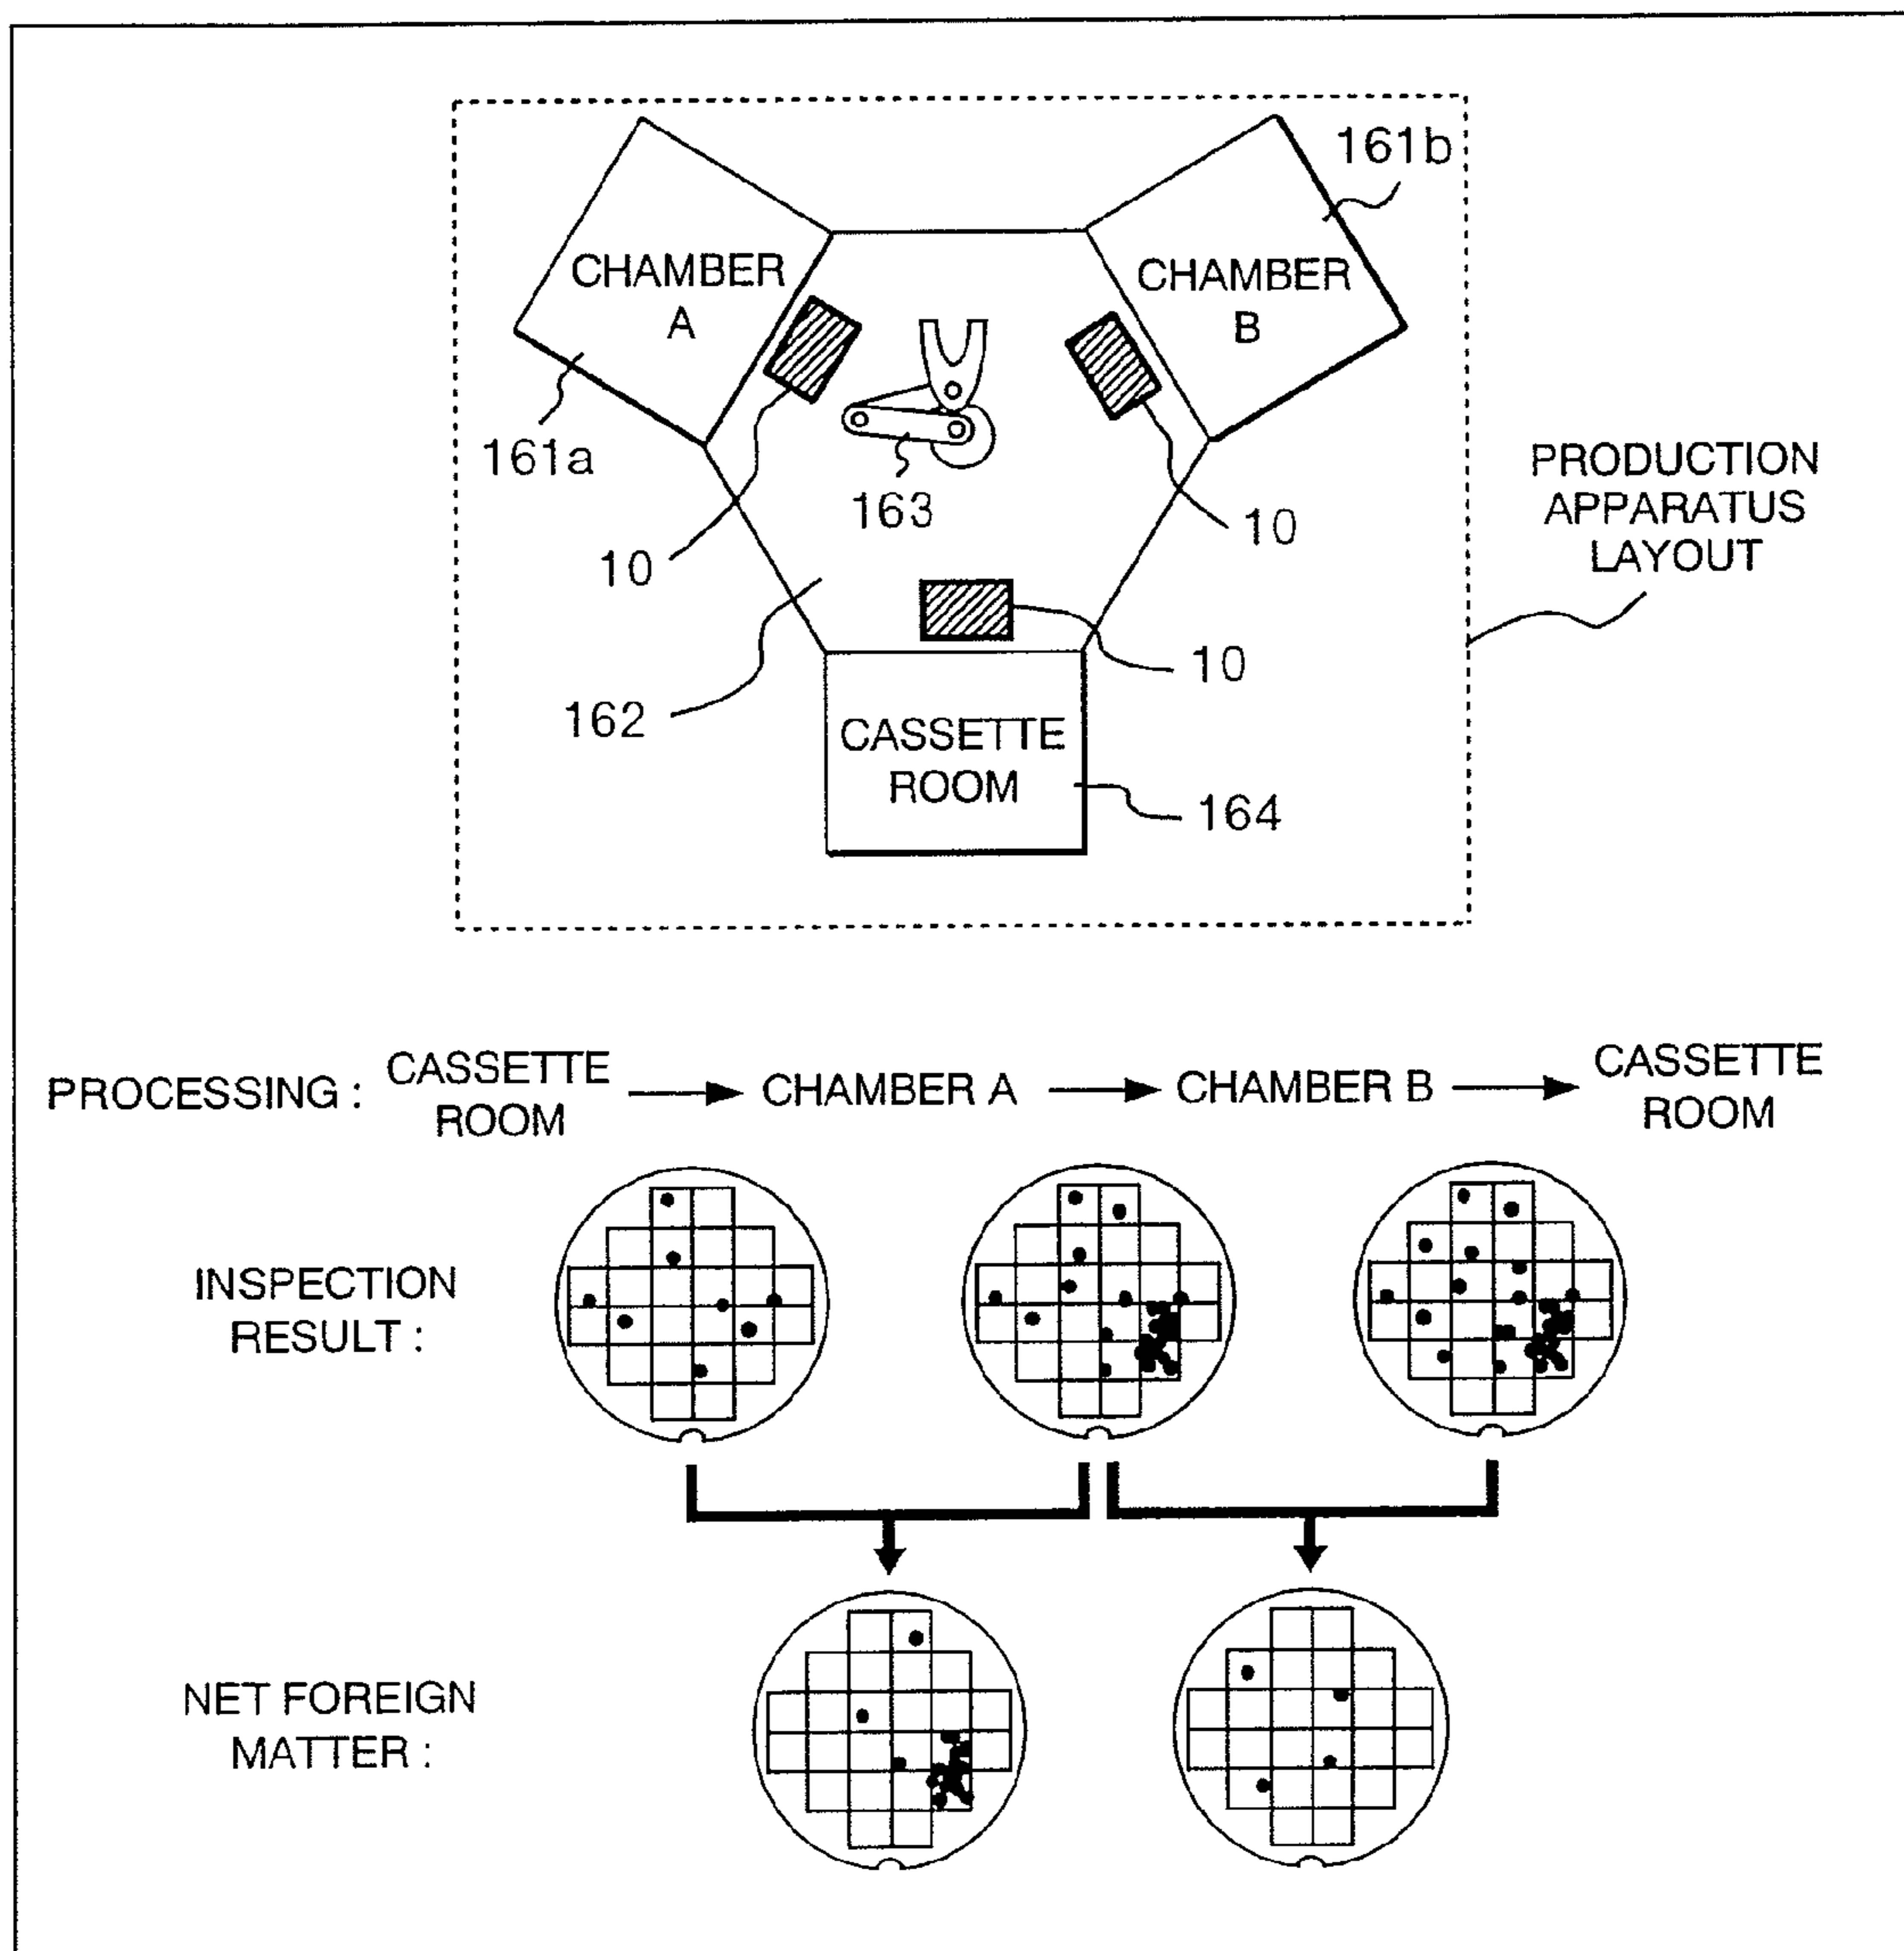 161b
CHAMBER
A
CHAMBER
B
161a
163
10
10
PRODUCTION
APPARATUS
LAYOUT
10
162
CASSETTE
ROOM
164
PROCESSING : CASSETTE ROOM CHAMBER A CHAMBER B CASSETTE ROOM
INSPECTION
RESULT :
NET FOREIGN
MATTER :